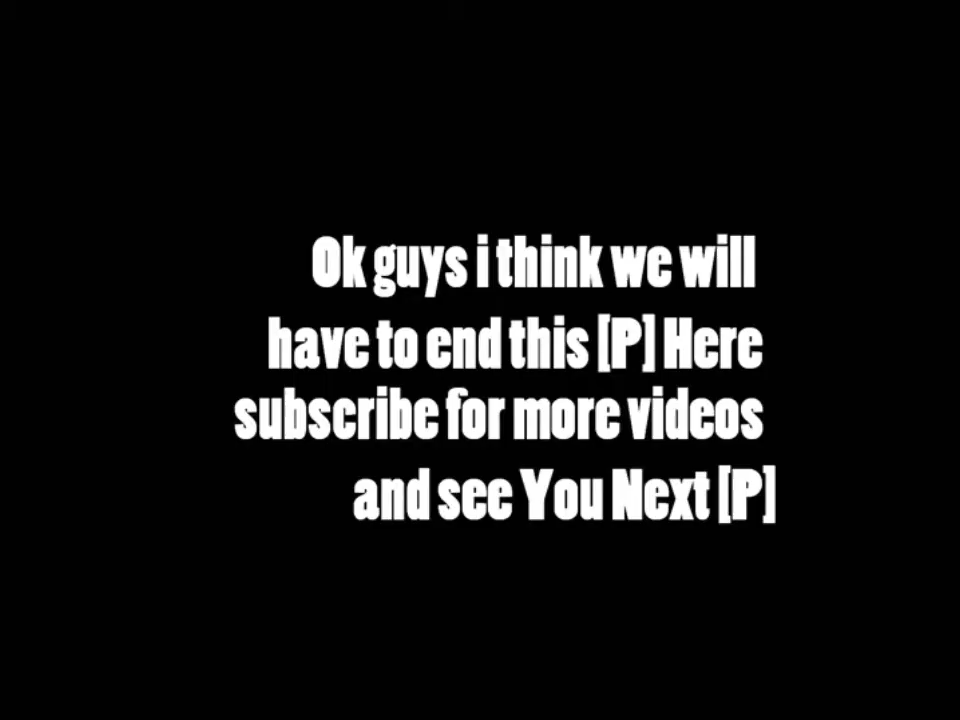 Ok guys i think we will
have to end this [P] Here
subscribe for more videos
and see You Next [P]